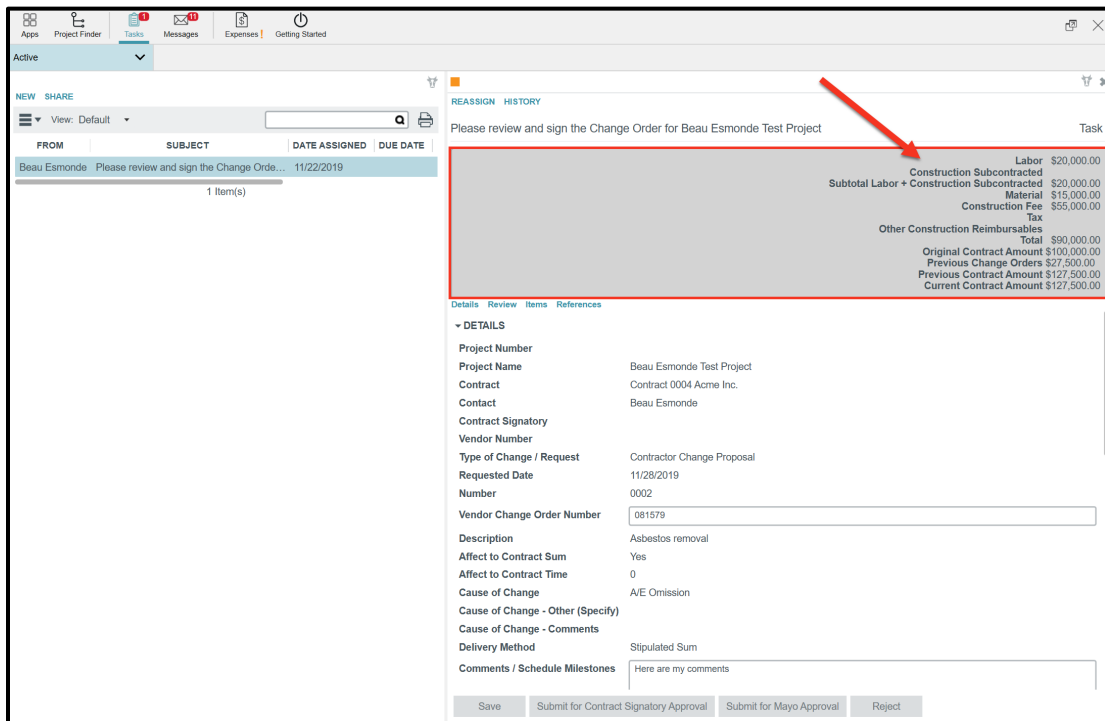 1 11
Apps Project Finder Tasks Messages Expenses ! Getting Started
Active
NEW SHARE
View: Default
FROM SUBJECT DATE ASSIGNED DUE DATE
Beau Esmonde Please review and sign the Change Orde... 11/22/2019
1 Item(s)
REASSIGN HISTORY
Please review and sign the Change Order for Beau Esmonde Test Project Task
Labor $20,000.00
Construction Subcontracted
Subtotal Labor + Construction Subcontracted $20,000.00
Material $15,000.00
Construction Fee $55,000.00
Tax
Other Construction Reimbursables
Total $90,000.00
Original Contract Amount $100,000.00
Previous Change Orders $27,500.00
Previous Contract Amount $127,500.00
Current Contract Amount $127,500.00
Details Review Items References
DETAILS
Project Number
Project Name Beau Esmonde Test Project
Contract Contract 0004 Acme Inc.
Contact Beau Esmonde
Contract Signatory
Vendor Number
Type of Change / Request Contractor Change Proposal
Requested Date 11/28/2019
Number 0002
Vendor Change Order Number 081579
Description Asbestos removal
Affect to Contract Sum Yes
Affect to Contract Time 0
Cause of Change A/E Omission
Cause of Change - Other (Specify)
Cause of Change - Comments
Delivery Method Stipulated Sum
Comments / Schedule Milestones Here are my comments
Save Submit for Contract Signatory Approval Submit for Mayo Approval Reject